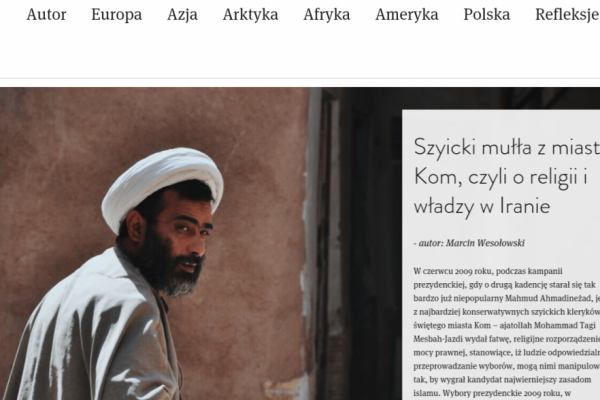 Autor Europa Azja Arktyka Afryka Ameryka Polska Refleksje
Szyicki mułła z miast
Kom, czyli o religii i
władzy w Iranie
- autor: Marcin Wesołowski
W czerwcu 2009 roku, podczas kampanii
prezydenckiej, gdy o drugą kadencję starał się tak
bardzo już niepopularny Mahmud Ahmadineżad, je
z najbardziej konserwatywnych szyickich kleryków
świętego miasta Kom – ajatollah Mohammad Tagi
Mesbah-Jazdi wydał fatwę, religijne rozporządzenie
mocy prawnej, stanowiące, iż ludzie odpowiedzialn
przeprowadzanie wyborów, mogą nimi manipulow
tak, by wygrał kandydat najwierniejszy zasadom
islamu. Wybory prezydenckie 2009 roku, w